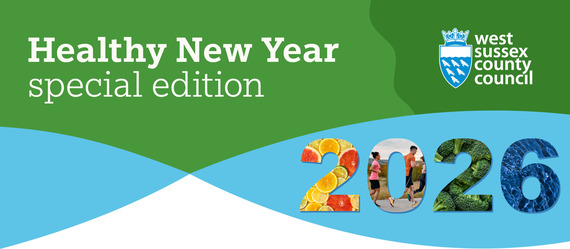 Healthy New Year
special edition
west
sussex
county
council
2026